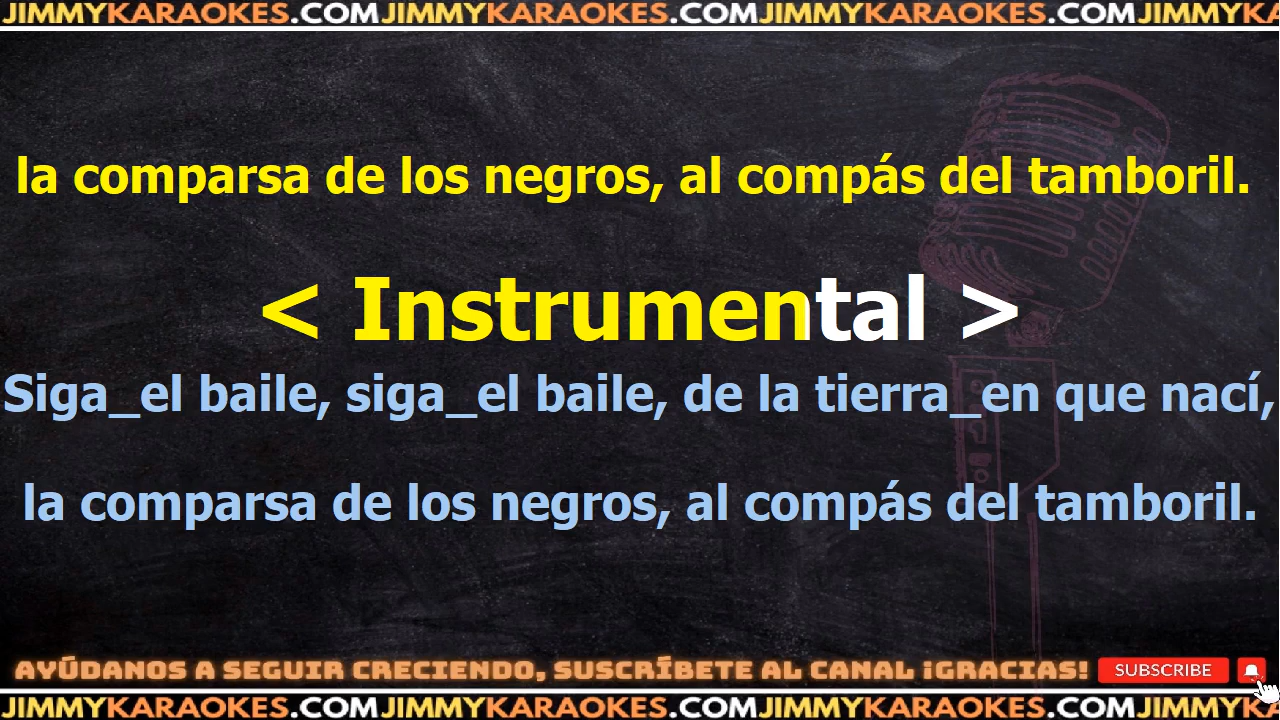 JIMMYKARAOKES.COMJIMMYKARAOKES.COMJIMMYKARAOKES.COMJIMMYKA
la comparsa de los negros, al compás del tamboril.
< Instrumental >
Siga_el baile, siga_el baile, de la tierra_en que nací,
la comparsa de los negros, al compás del tamboril.
AYÚDANOS A SEGUIR CRECIENDO, SUSCRÍBETE AL CANAL ¡GRACIAS! SUBSCRIBE
JIMMYKARAOKES.COMJIMMYKARAOKES.COMJIMMYKARAOKES.COMJIMMYKA